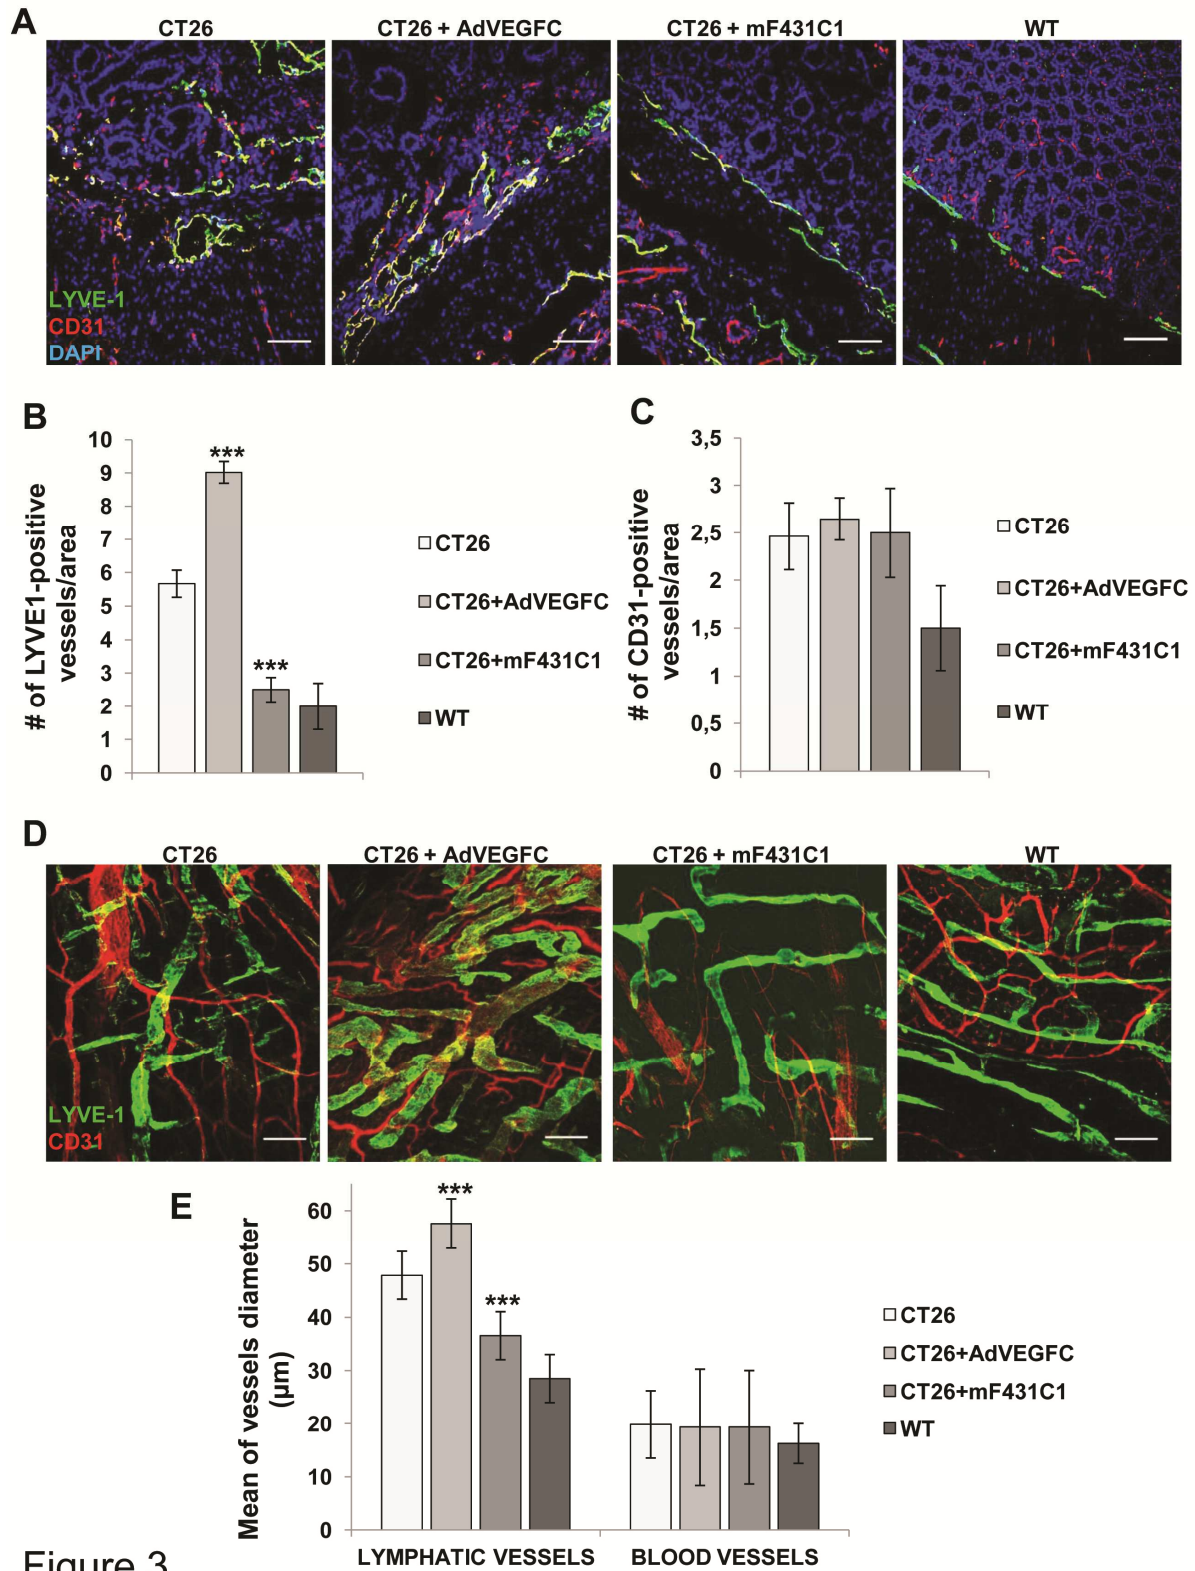 A
CT26
CT26 + AdVEGFC
CT26 + mF431C1
WT
LYVE-1
CD31
DAPI
B
# of LYVE1-positive
vessels/area
10
9
8
7
6
5
4
3
2
1
0
***
***
CT26
CT26+AdVEGFC
CT26+mF431C1
WT
C
# of CD31-positive
vessels/area
3,5
3
2,5
2
1,5
1
0,5
0
CT26
CT26+AdVEGFC
CT26+mF431C1
WT
D
CT26
CT26 + AdVEGFC
CT26 + mF431C1
WT
LYVE-1
CD31
E
Mean of vessels diameter
(µm)
60
50
40
30
20
10
0
***
***
LYMPHATIC VESSELS
BLOOD VESSELS
CT26
CT26+AdVEGFC
CT26+mF431C1
WT
Figure 3